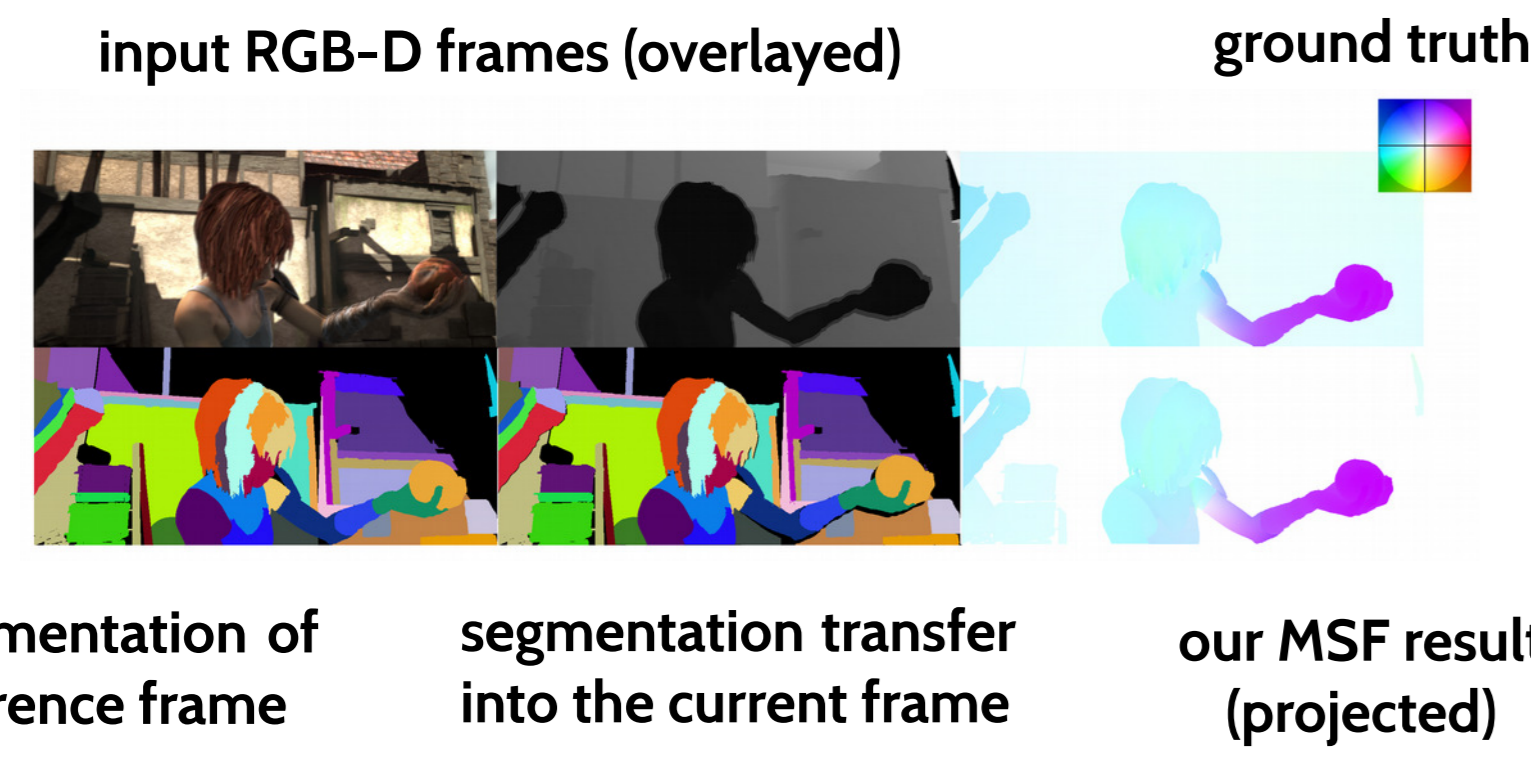 input RGB-D frames (overlayed)
ground truth
mentation of
rence frame
segmentation transfer
into the current frame
our MSF result
(projected)